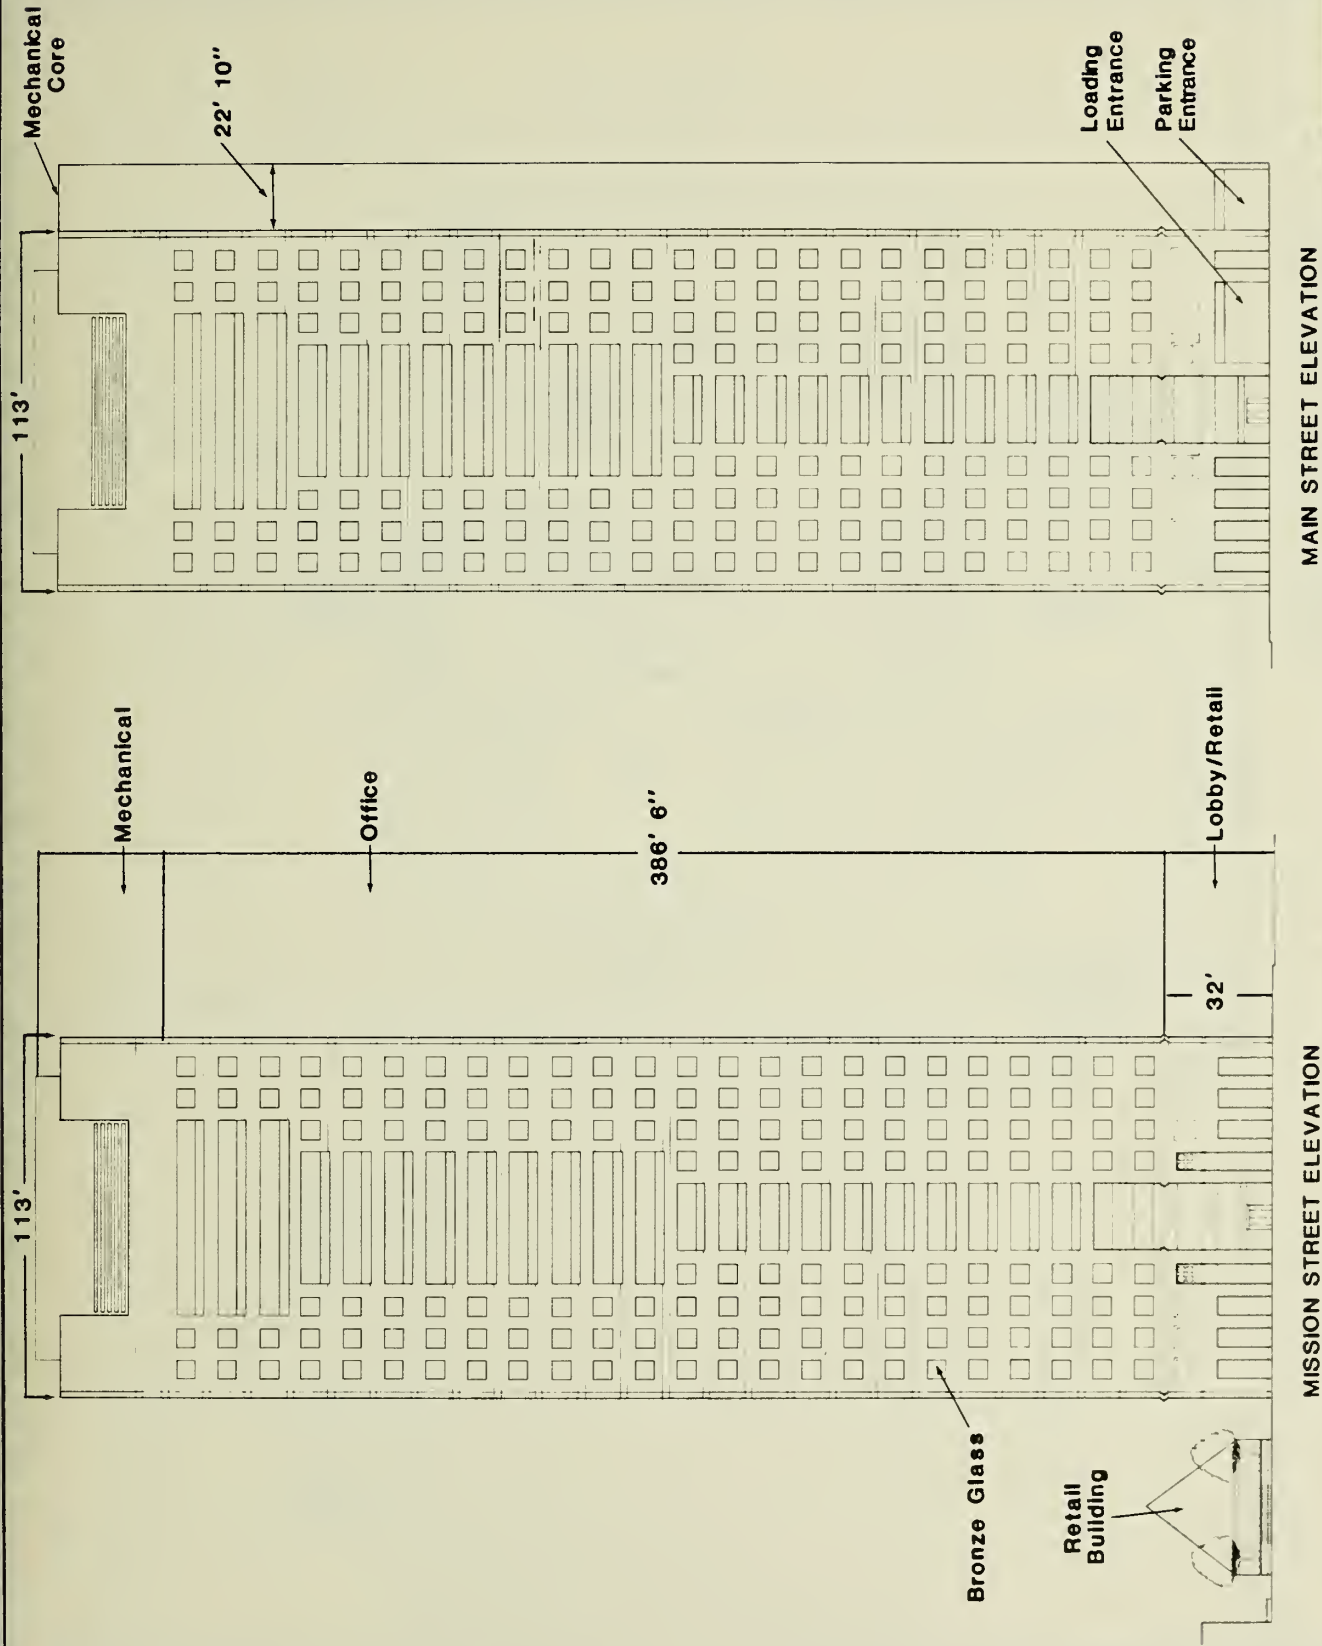 113'
Mechanical
Core
22' 10"
Loading
Entrance
Parking
Entrance
MAIN STREET ELEVATION
113'
Mechanical
Office
386' 6"
Lobby/Retail
32'
Bronze Glass
Retail
Building
MISSION STREET ELEVATION